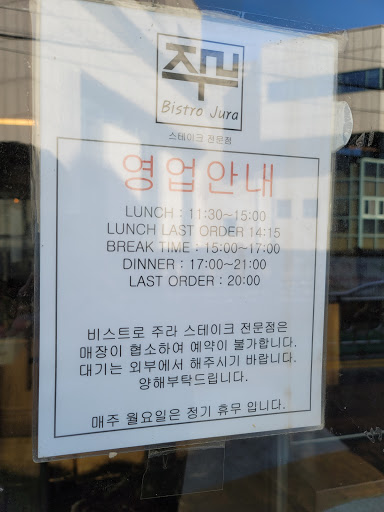 주라
Bistro Jura
스테이크 전문점
영업안내
LUNCH : 11:30~15:00
LUNCH LAST ORDER 14:15
BREAK TIME : 15:00~17:00
DINNER : 17:00~21:00
LAST ORDER : 20:00
비스트로 주라 스테이크 전문점은
매장이 협소하여 예약이 불가합니다.
대기는 외부에서 해주시기 바랍니다.
양해부탁드립니다.
매주 월요일은 정기 휴무 입니다.